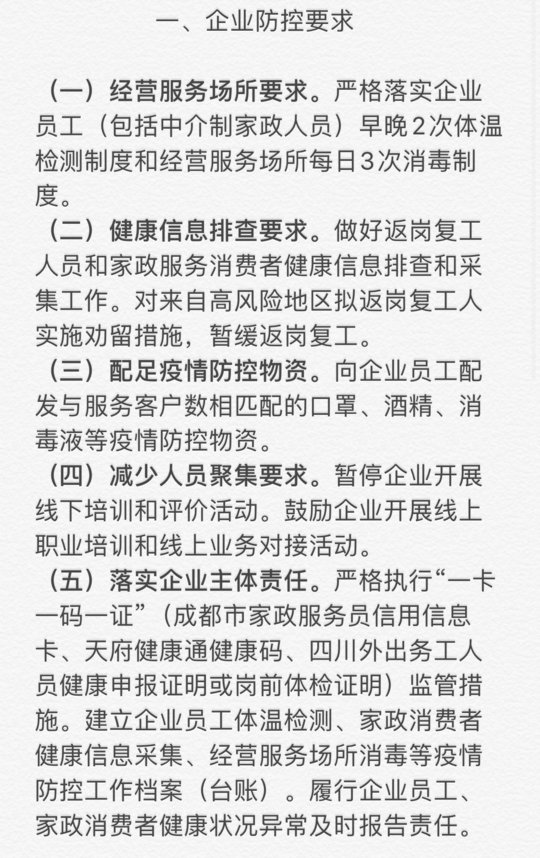 一、企业防控要求
（一）经营服务场所要求。严格落实企业
员工（包括中介制家政人员）早晚2次体温
检测制度和经营服务场所每日3次消毒制
度。
（二）健康信息排查要求。做好返岗复工
人员和家政服务消费者健康信息排查和采
集工作。对来自高风险地区拟返岗复工人
实施劝留措施，暂缓返岗复工。
（三）配足疫情防控物资。向企业员工配
发与服务客户数相匹配的口罩、酒精、消
毒液等疫情防控物资。
（四）减少人员聚集要求。暂停企业开展
线下培训和评价活动。鼓励企业开展线上
职业培训和线上业务对接活动。
（五）落实企业主体责任。严格执行“一卡
一码一证”（成都市家政服务员信用信息
卡、天府健康通健康码、四川外出务工人
员健康申报证明或岗前体检证明）监管措
施。建立企业员工体温检测、家政消费者
健康信息采集、经营服务场所消毒等疫情
防控工作档案（台账）。履行企业员工、
家政消费者健康状况异常及时报告责任。